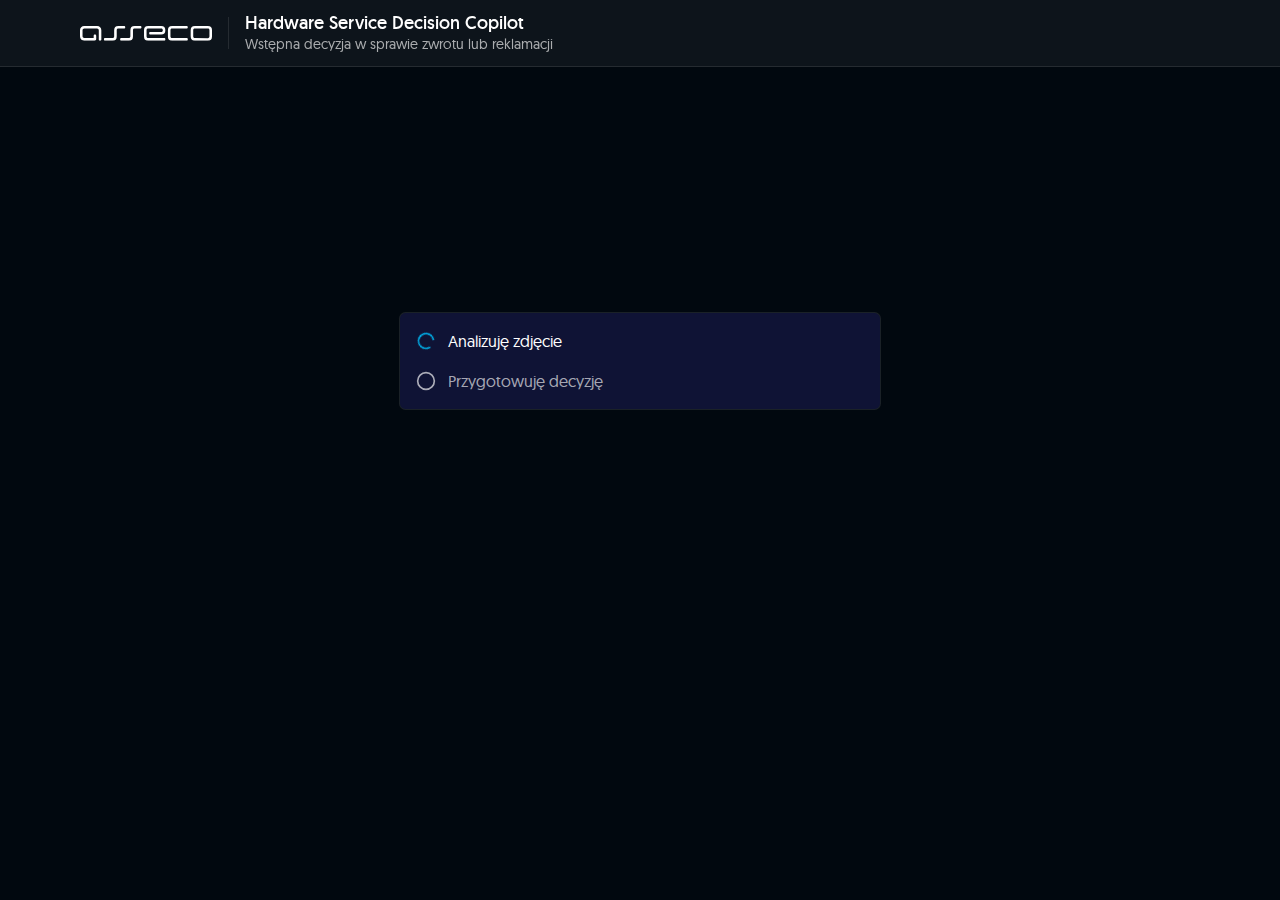 asseco
Hardware Service Decision Copilot
Wstępna decyzja w sprawie zwrotu lub reklamacji
Analizuję zdjęcie
Przygotowuję decyzję